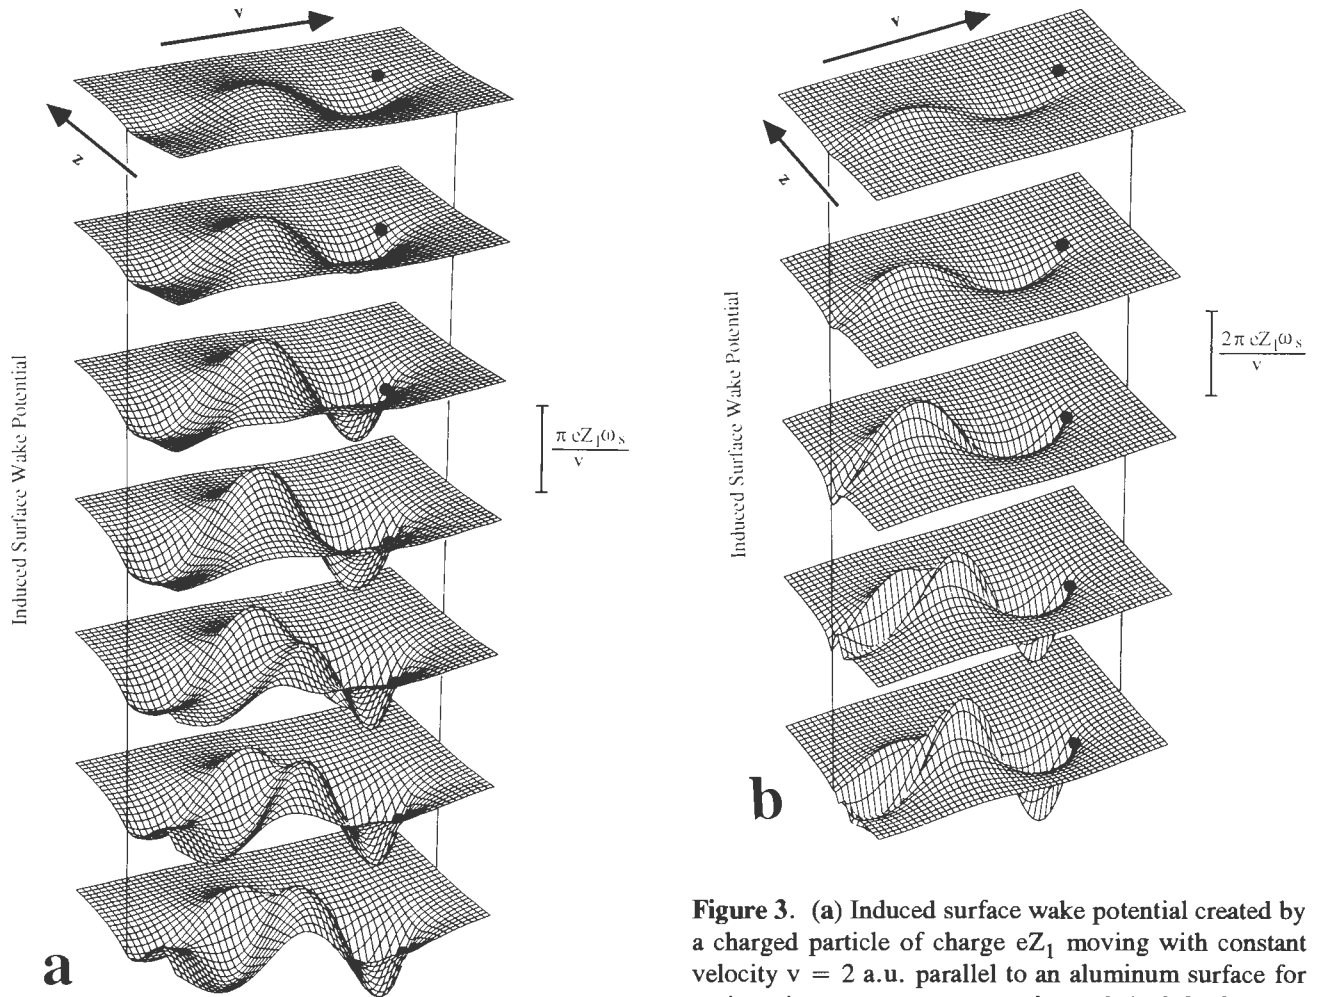 v
z
Induced Surface Wake Potential
π eZ₁ωₛ
v
a
v
z
Induced Surface Wake Potential
2π eZ₁ωₛ
v
b
Figure 3. (a) Induced surface wake potential created by
a charged particle of charge eZ₁ moving with constant
velocity v = 2 a.u. parallel to an aluminum surface for